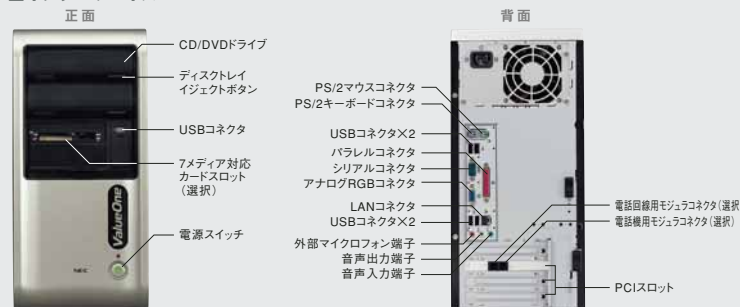 正面
CD/DVDドライブ
ディスクトレイ
イジェクトボタン
USBコネクタ
7メディア対応
カードスロット
(選択)
ValueOne
電源スイッチ
NEC
背面
PS/2マウスコネクタ
PS/2キーボードコネクタ
USBコネクタ×2
パラレルコネクタ
シリアルコネクタ
アナログRGBコネクタ
LANコネクタ
USBコネクタ×2
外部マイクロフォン端子
音声出力端子
音声入力端子
電話回線用モジュラコネクタ(選択
電話機用モジュラコネクタ(選択)
PCIスロット